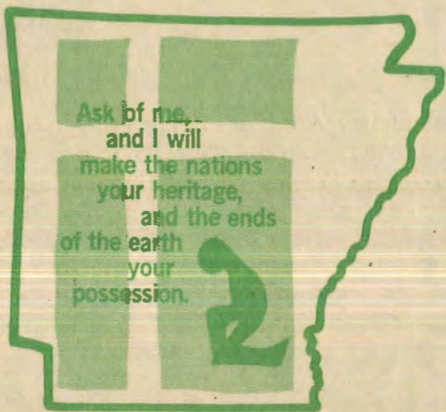 Ask of me,
and I will
make the nations
your heritage,
and the ends
of the earth
your
possession.